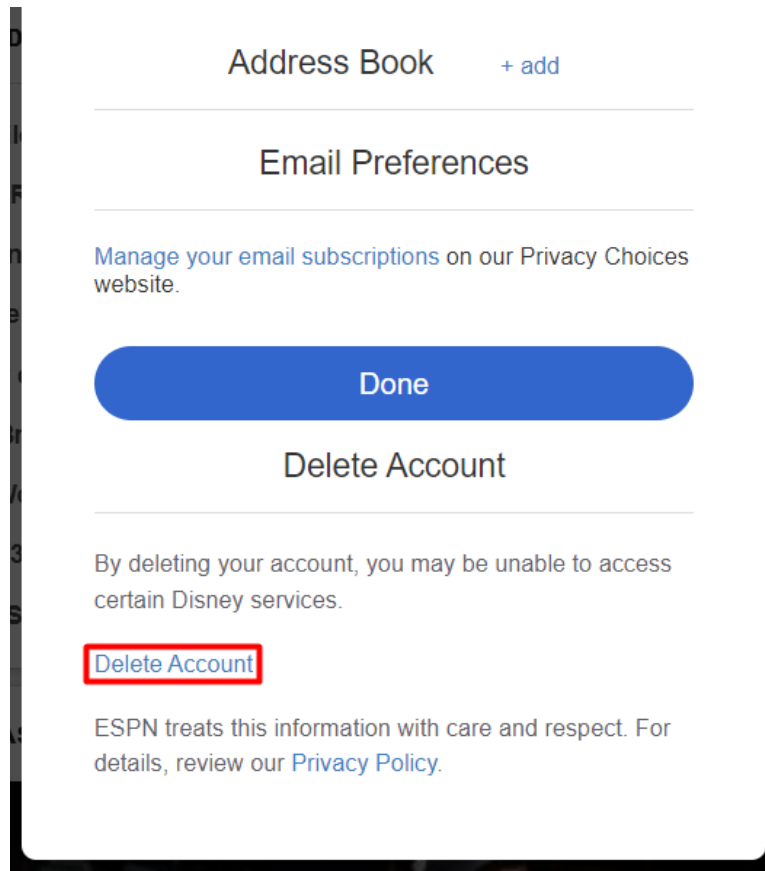 Address Book + add
Email Preferences
Manage your email subscriptions on our Privacy Choices
website.
Done
Delete Account
By deleting your account, you may be unable to access
certain Disney services.
Delete Account
ESPN treats this information with care and respect. For
details, review our Privacy Policy.